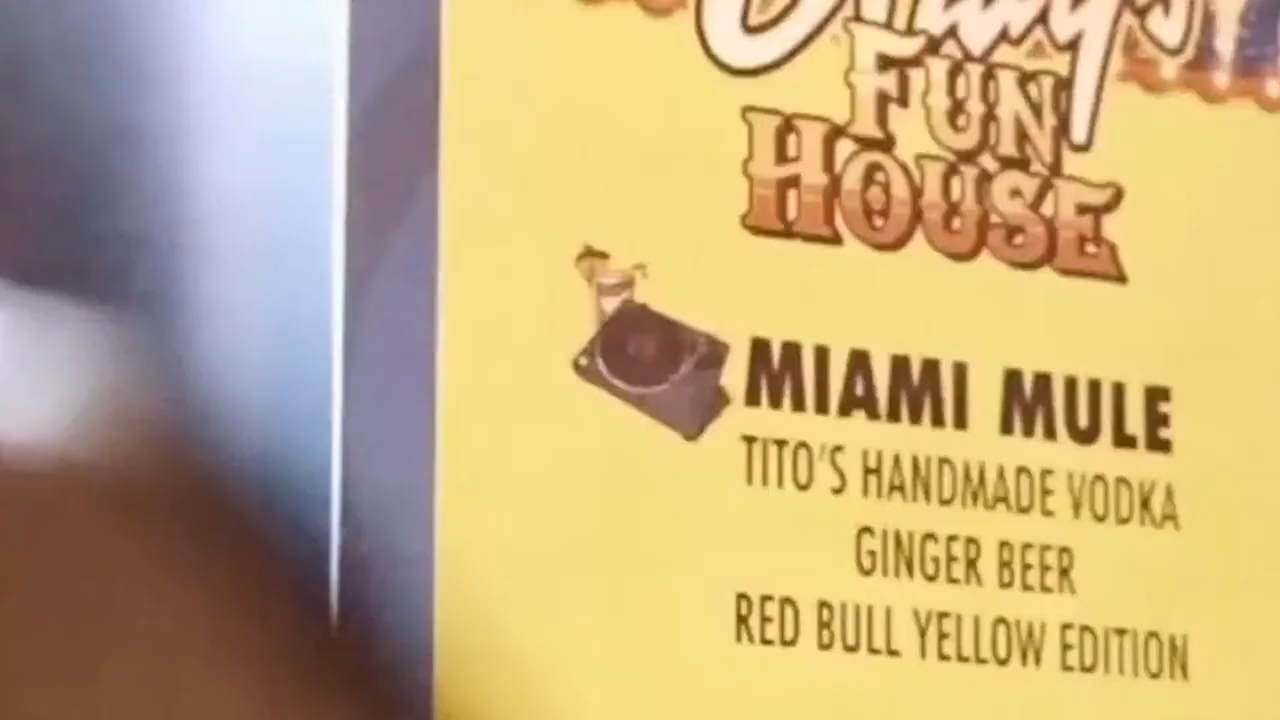 FUN
HOUSE
MIAMI MULE
TITO'S HANDMADE VODKA
GINGER BEER
RED BULL YELLOW EDITION